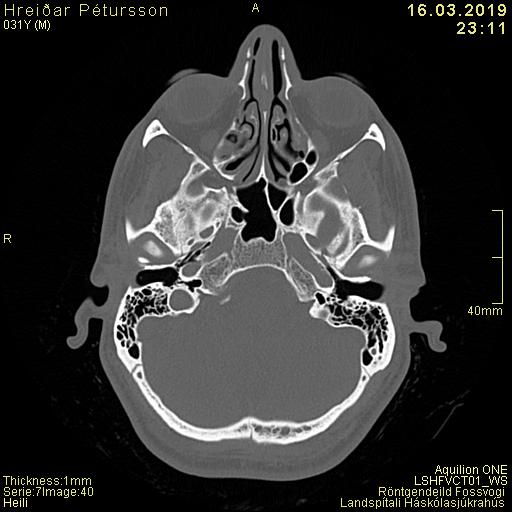 Hreiðar Pétursson
031Y (M)
A
16.03.2019
23:11
R
40mm
Thickness:1mm
Serie:7Image:40
Heili
Aquilion ONE
LSHFVCT01_WS
Röntgendeild Fossvogi
Landspítali Háskólasjúkrahús